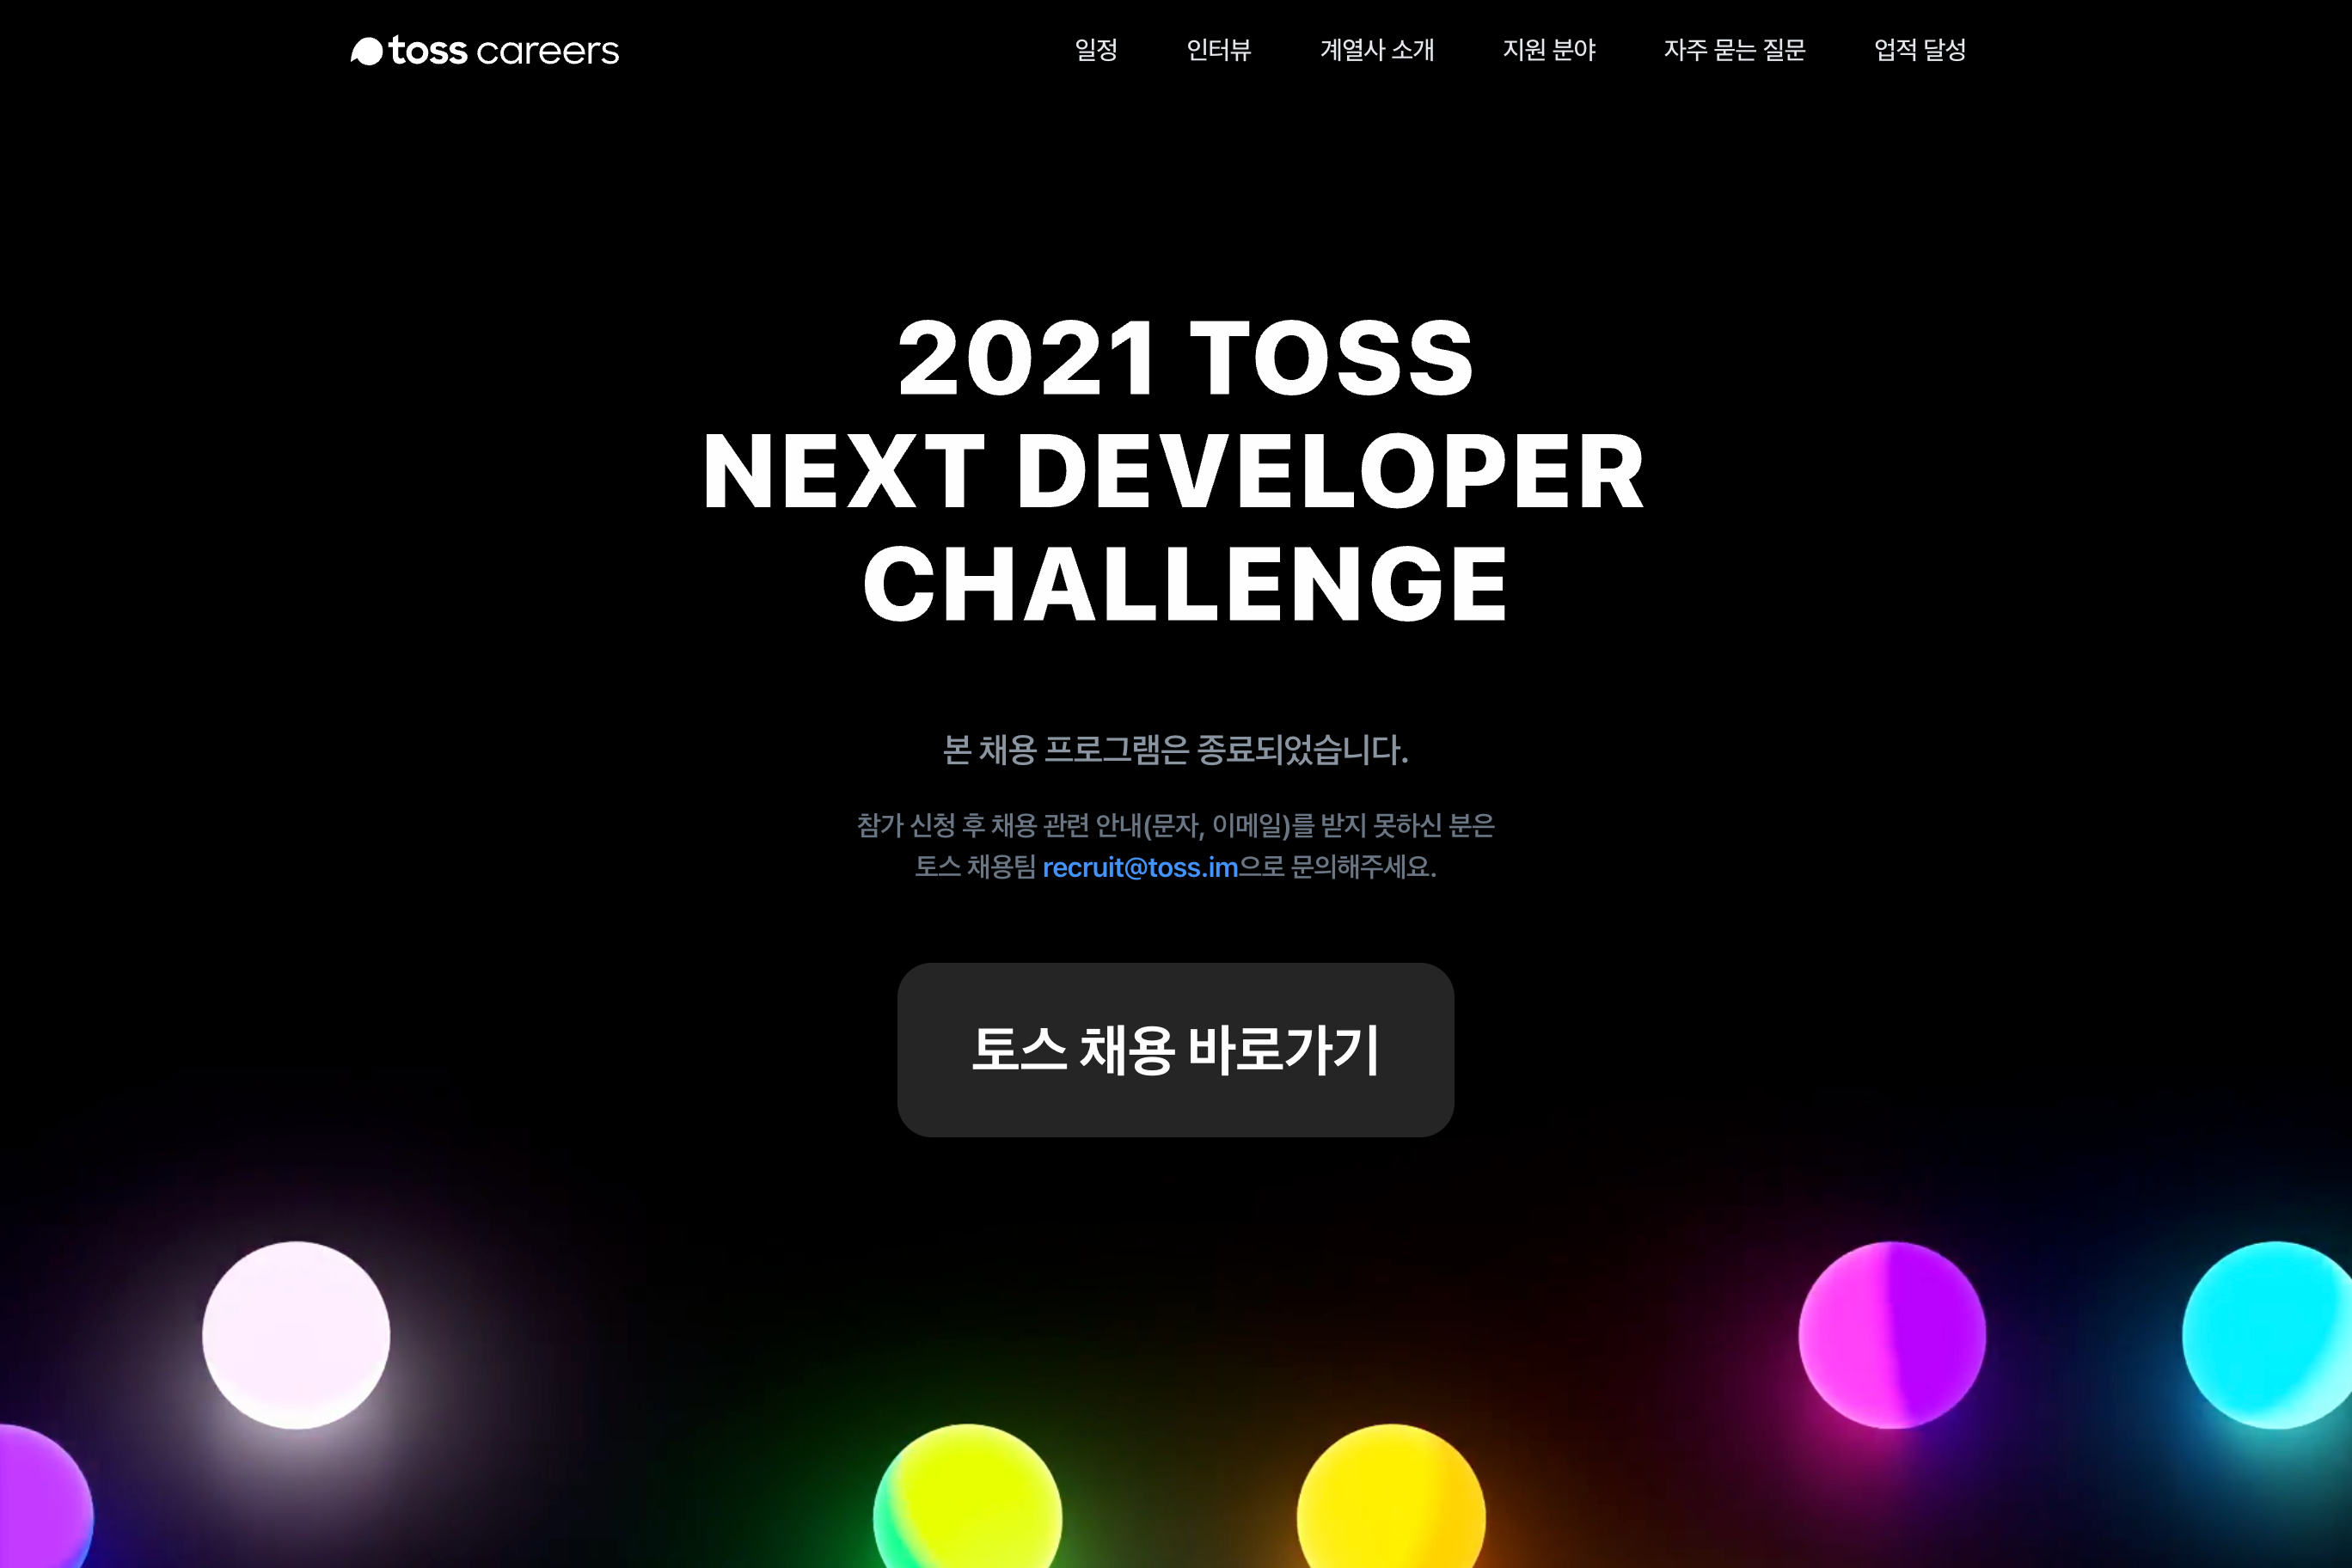 toss careers
일정 인터뷰 계열사 소개 지원 분야 자주 묻는 질문 업적 달성
2021 TOSS
NEXT DEVELOPER
CHALLENGE
본 채용 프로그램은 종료되었습니다.
참가 신청 후 채용 관련 안내(문자, 이메일)를 받지 못하신 분은
토스 채용팀 recruit@toss.im으로 문의해주세요.
토스 채용 바로가기